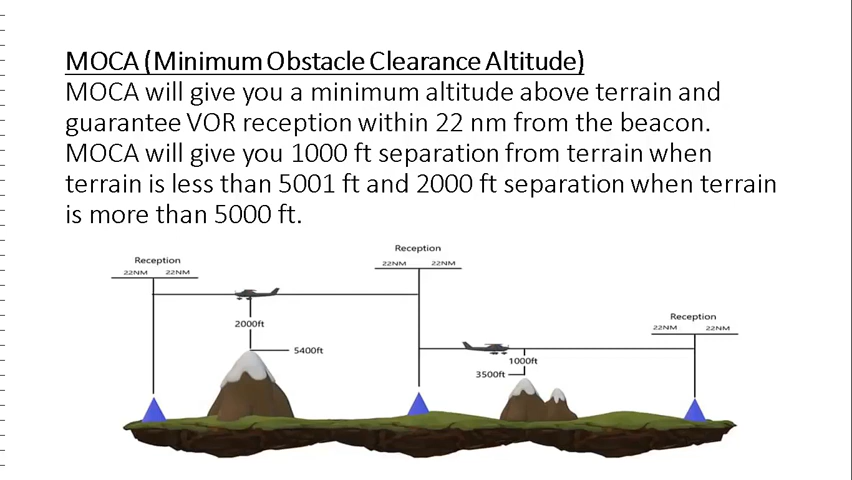 MOCA (Minimum Obstacle Clearance Altitude)
MOCA will give you a minimum altitude above terrain and
guarantee VOR reception within 22 nm from the beacon.
MOCA will give you 1000 ft separation from terrain when
terrain is less than 5001 ft and 2000 ft separation when terrain
is more than 5000 ft.
Reception
22NM 22NM
Reception
22NM 22NM
2000ft
5400ft
Reception
22NM 22NM
1000ft
3500ft